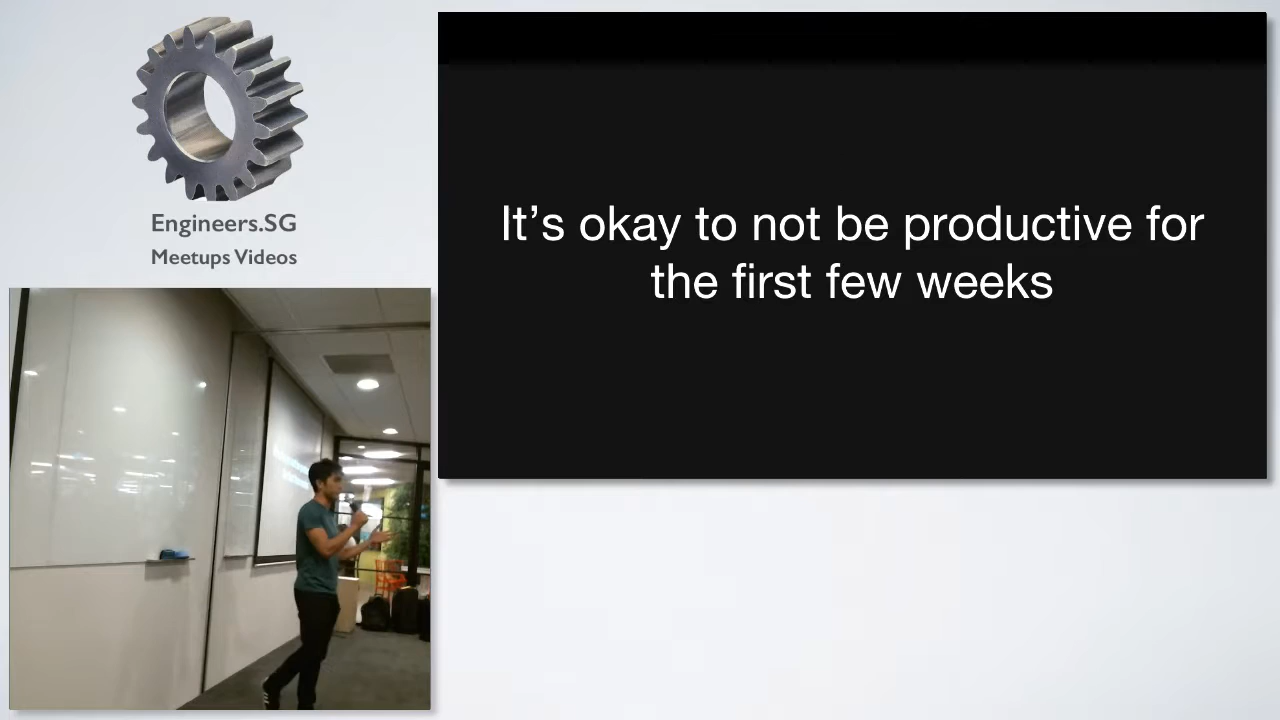 Engineers.SG
Meetups Videos
It’s okay to not be productive for
the first few weeks